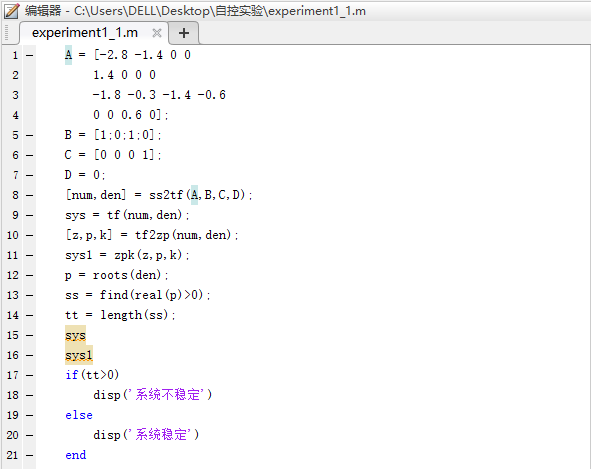 编辑器 - C:\Users\DELL\Desktop\自控实验\experiment1_1.m
experiment1_1.m × +
1 - A = [-2.8 -1.4 0 0
2 1.4 0 0 0
3 -1.8 -0.3 -1.4 -0.6
4 0 0 0.6 0];
5 - B = [1;0;1;0];
6 - C = [0 0 0 1];
7 - D = 0;
8 - [num,den] = ss2tf(A,B,C,D);
9 - sys = tf(num,den);
10 - [z,p,k] = tf2zp(num,den);
11 - sys1 = zpk(z,p,k);
12 - p = roots(den);
13 - ss = find(real(p)>0);
14 - tt = length(ss);
15 - sys
16 - sys1
17 - if(tt>0)
18 - disp('系统不稳定')
19 - else
20 - disp('系统稳定')
21 - end